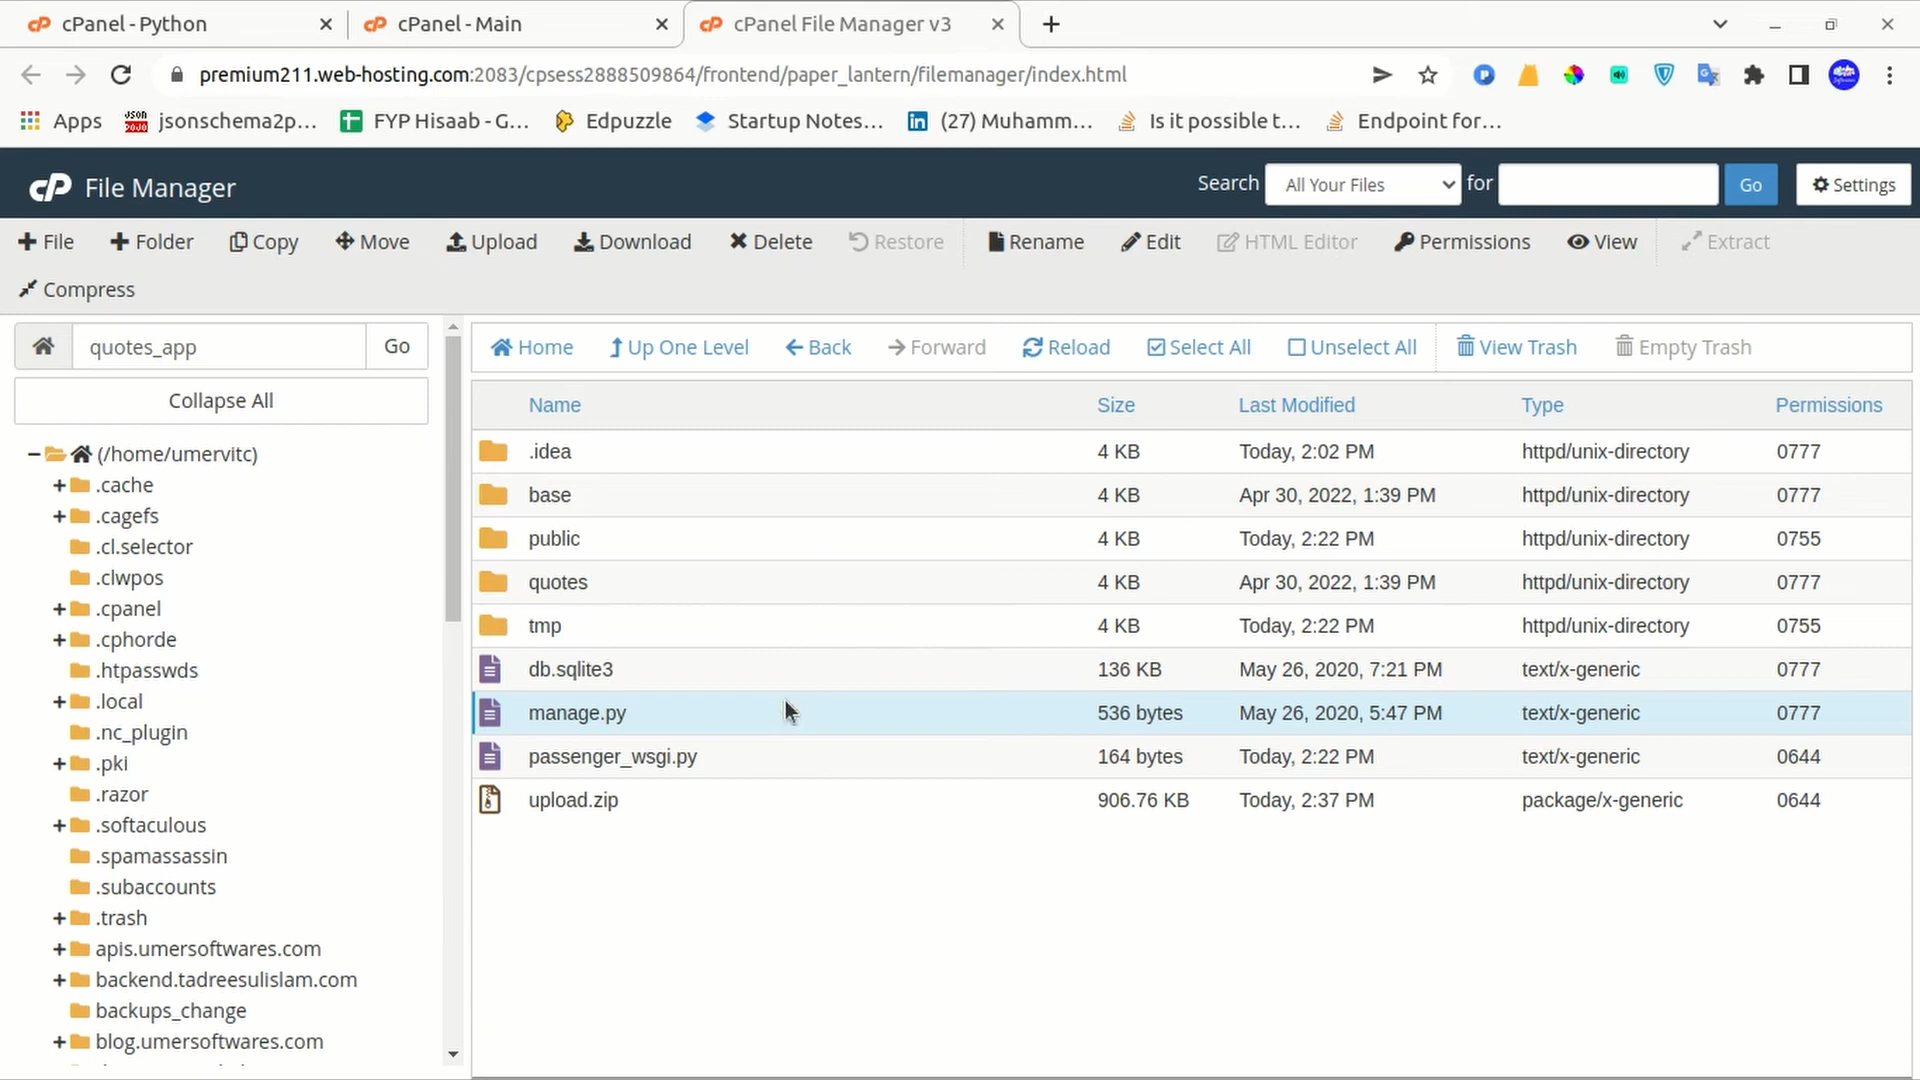 cPanel - Python
cPanel - Main
cPanel File Manager v3
premium211.web-hosting.com:2083/cpsess2888509864/frontend/paper_lantern/filemanager/index.html
Apps
jsonschema2p...
FYP Hisaab - G...
Edpuzzle
Startup Notes...
(27) Muhamm...
Is it possible t...
Endpoint for...
cP File Manager
Search All Your Files for Go Settings
File Folder Copy Move Upload Download Delete Restore Rename Edit HTML Editor Permissions View Extract
Compress
quotes_app Go
Home Up One Level Back Forward Reload Select All Unselect All View Trash Empty Trash
Collapse All
(/home/umervitc)
.cache
.cagefs
.cl.selector
.clwpos
.cpanel
.cphorde
.htpasswds
.local
.nc_plugin
.pki
.razor
.softaculous
.spamassassin
.subaccounts
.trash
apis.umersoftwares.com
backend.tadreesulislam.com
backups_change
blog.umersoftwares.com
Name Size Last Modified Type Permissions
.idea 4 KB Today, 2:02 PM httpd/unix-directory 0777
base 4 KB Apr 30, 2022, 1:39 PM httpd/unix-directory 0777
public 4 KB Today, 2:22 PM httpd/unix-directory 0755
quotes 4 KB Apr 30, 2022, 1:39 PM httpd/unix-directory 0777
tmp 4 KB Today, 2:22 PM httpd/unix-directory 0755
db.sqlite3 136 KB May 26, 2020, 7:21 PM text/x-generic 0777
manage.py 536 bytes May 26, 2020, 5:47 PM text/x-generic 0777
passenger_wsgi.py 164 bytes Today, 2:22 PM text/x-generic 0644
upload.zip 906.76 KB Today, 2:37 PM package/x-generic 0644